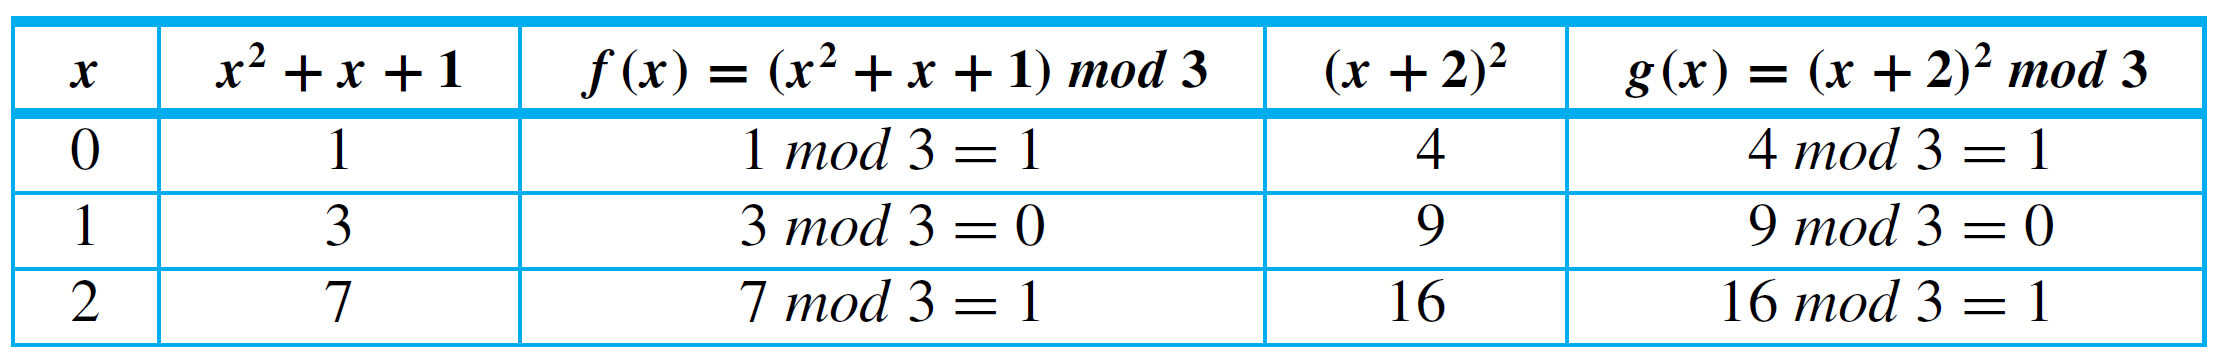 x x² + x + 1 f(x) = (x² + x + 1) mod 3 (x + 2)² g(x) = (x + 2)² mod 3
0 1 1 mod 3 = 1 4 4 mod 3 = 1
1 3 3 mod 3 = 0 9 9 mod 3 = 0
2 7 7 mod 3 = 1 16 16 mod 3 = 1